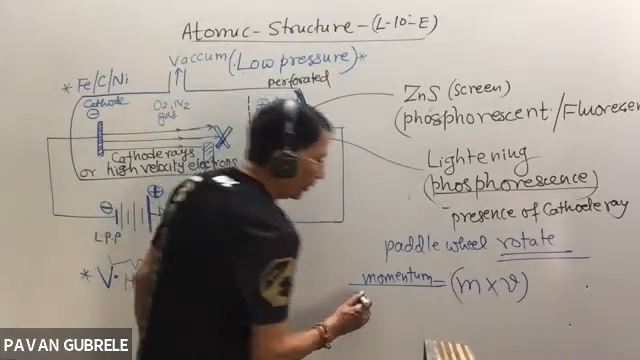 Atomic-Structure-(L-10-E)
Vaccum (Low pressure)*
* Fe/C/Ni
perforated
Cathode
O₂, N₂
gas
ZnS (screen)
(phosphorescent/Fluoresen
Cathode rays
or high velocity electrons
Lightening
(phosphorescence)
presence of Cathode ray
L.P.P
paddle wheel rotate
momentum = (m×v)
* V
PAVAN GUBRELE